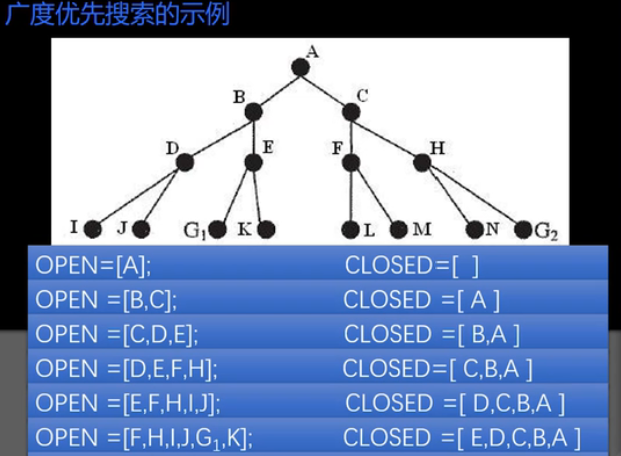 广度优先搜索的示例
A
B C
D E F H
I J G₁ K L M N G₂
OPEN=[A]; CLOSED=[ ]
OPEN =[B,C]; CLOSED =[ A ]
OPEN =[C,D,E]; CLOSED =[ B,A ]
OPEN =[D,E,F,H]; CLOSED=[ C,B,A ]
OPEN =[E,F,H,I,J]; CLOSED =[ D,C,B,A ]
OPEN =[F,H,I,J,G₁,K]; CLOSED =[ E,D,C,B,A ]